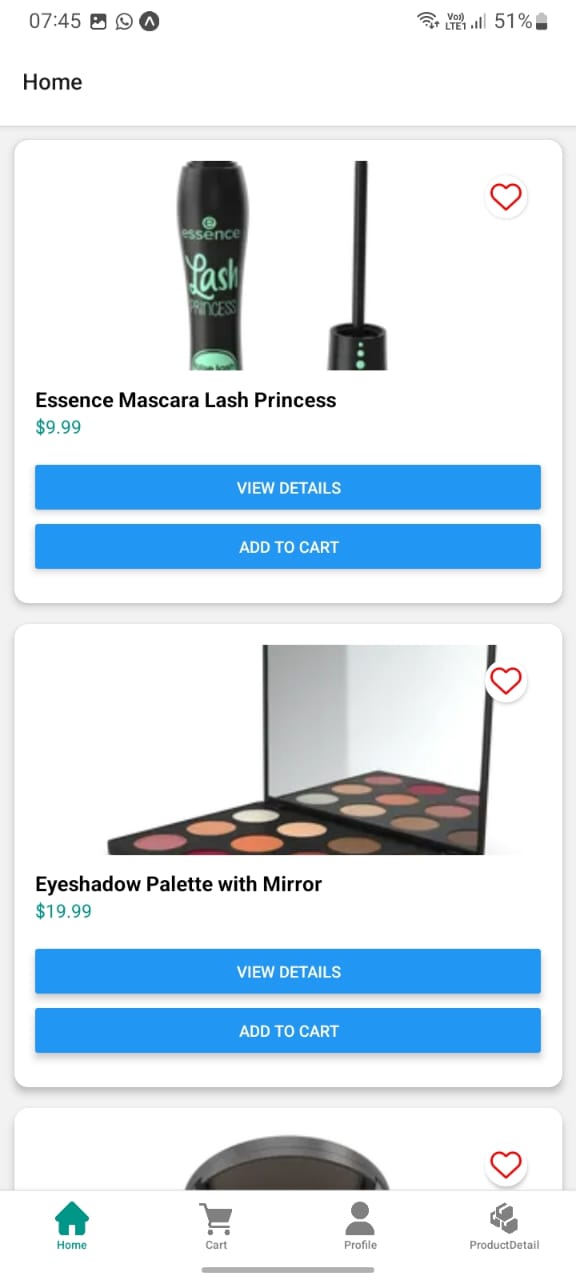 07:45
Vo))
LTE1
51%
Home
essence
Lash
PRINCESS
Essence Mascara Lash Princess
$9.99
VIEW DETAILS
ADD TO CART
Eyeshadow Palette with Mirror
$19.99
VIEW DETAILS
ADD TO CART
Home
Cart
Profile
ProductDetail